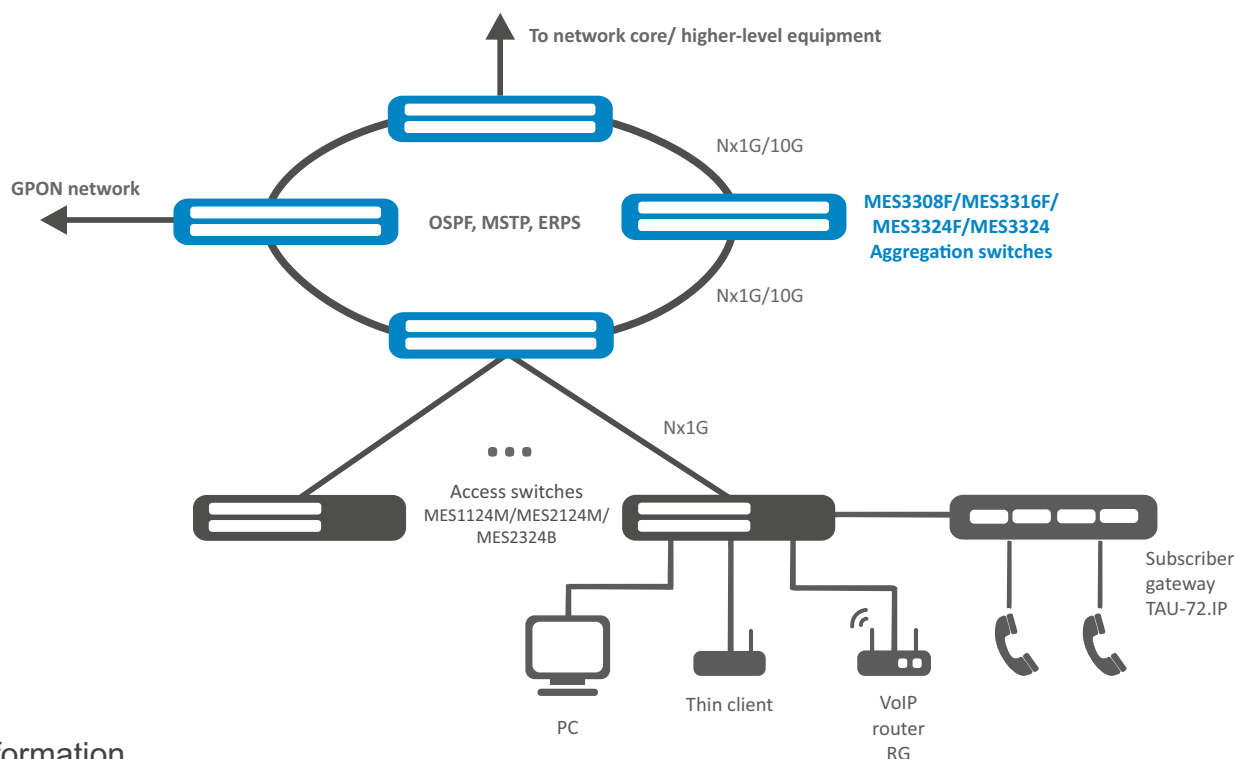 To network core/ higher-level equipment
Nx1G/10G
GPON network
OSPF, MSTP, ERPS
MES3308F/MES3316F/
MES3324F/MES3324
Aggregation switches
Nx1G/10G
Nx1G
Access switches
MES1124M/MES2124M/
MES2324B
Subscriber
gateway
TAU-72.IP
Thin client
PC
VoIP
router
RG
formation